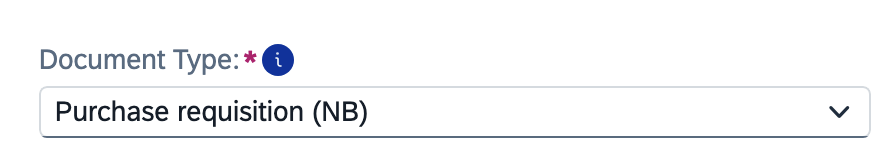 Document Type:* i
Purchase requisition (NB)